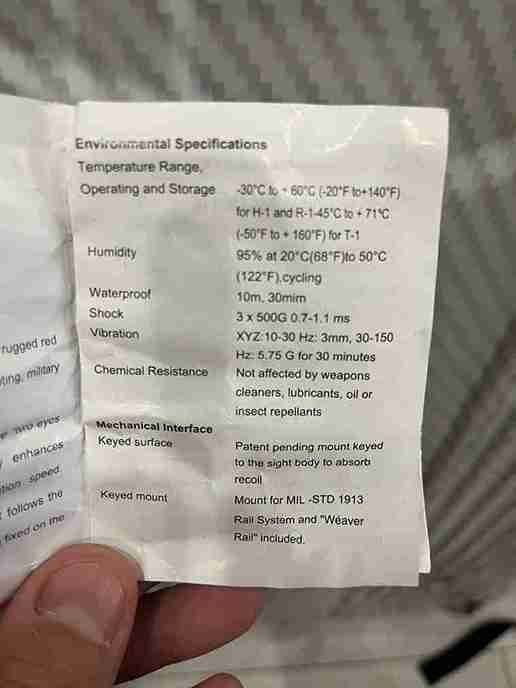 Environmental Specifications
Temperature Range,
Operating and Storage -30°C to + 60°C (-20°F to+140°F)
for H-1 and R-1-45°C to + 71°C
(-50°F to + 160°F) for T-1
Humidity 95% at 20°C(68°F)to 50°C
(122°F),cycling
Waterproof 10m, 30mim
Shock 3 x 500G 0.7-1.1 ms
Vibration XYZ:10-30 Hz: 3mm, 30-150
Hz: 5.75 G for 30 minutes
Chemical Resistance Not affected by weapons
cleaners, lubricants, oil or
insect repellants
Mechanical Interface
Keyed surface Patent pending mount keyed
to the sight body to absorb
recoil
Keyed mount Mount for MIL -STD 1913
Rail System and "Weaver
Rail" included.
rugged red
ting, military
two eyes
enhances
tion speed.
follows the
fixed on the